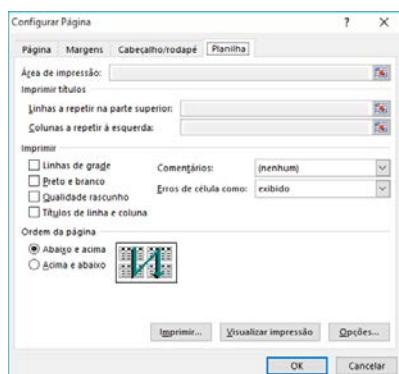 Configurar Página ? X
Página Margens Cabeçalho/rodapé Planilha
Área de impressão:
Imprimir títulos
Linhas a repetir na parte superior:
Colunas a repetir à esquerda:
Imprimir
Linhas de grade Comentários: (nenhum)
Preto e branco Erros de célula como: exibido
Qualidade rascunho
Títulos de linha e coluna
Ordem da página
Abaixo e acima
Acima e abaixo
Imprimir... Visualizar impressão Opções...
OK Cancelar